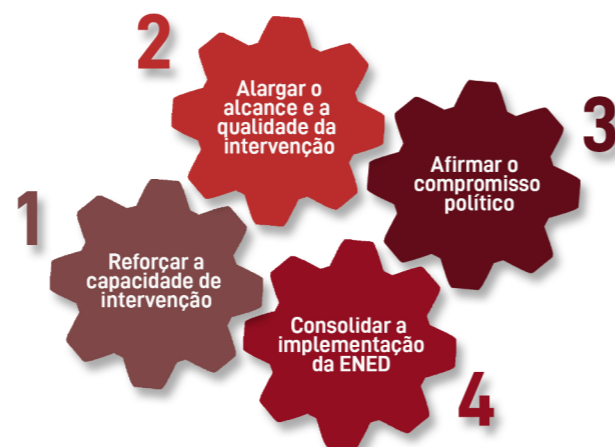 1
Reforçar a
capacidade de
intervenção
2
Alargar o
alcance e a
qualidade da
intervenção
3
Afirmar o
compromisso
político
4
Consolidar a
implementação
da ENED